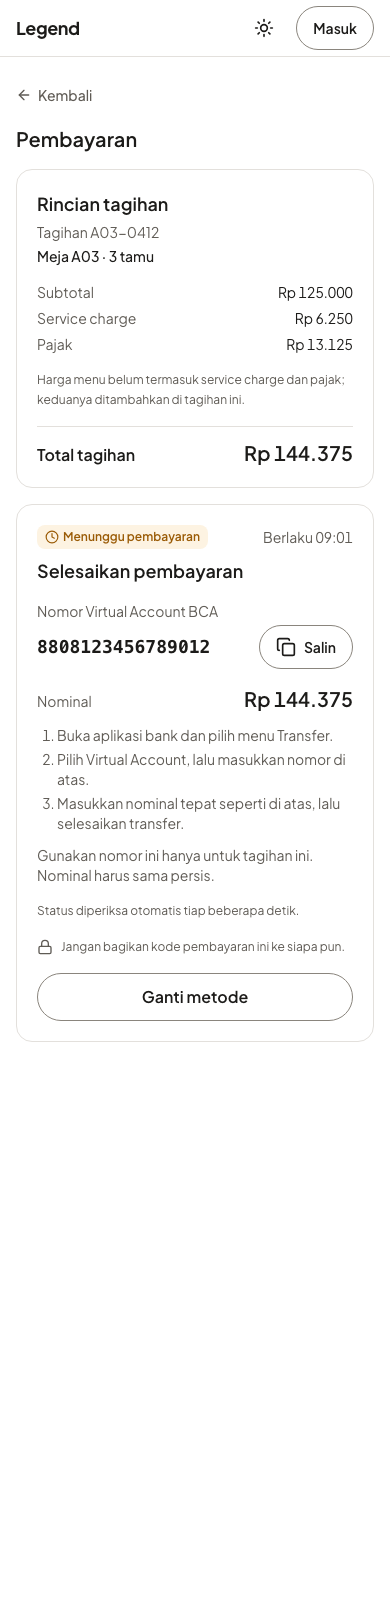 Legend
Masuk
Kembali
Pembayaran
Rincian tagihan
Tagihan A03-0412
Meja A03 · 3 tamu
Subtotal Rp 125.000
Service charge Rp 6.250
Pajak Rp 13.125
Harga menu belum termasuk service charge dan pajak;
keduanya ditambahkan di tagihan ini.
Total tagihan Rp 144.375
Menunggu pembayaran Berlaku 09:01
Selesaikan pembayaran
Nomor Virtual Account BCA
8808123456789012 Salin
Nominal Rp 144.375
1. Buka aplikasi bank dan pilih menu Transfer.
2. Pilih Virtual Account, lalu masukkan nomor di
atas.
3. Masukkan nominal tepat seperti di atas, lalu
selesaikan transfer.
Gunakan nomor ini hanya untuk tagihan ini.
Nominal harus sama persis.
Status diperiksa otomatis tiap beberapa detik.
Jangan bagikan kode pembayaran ini ke siapa pun.
Ganti metode